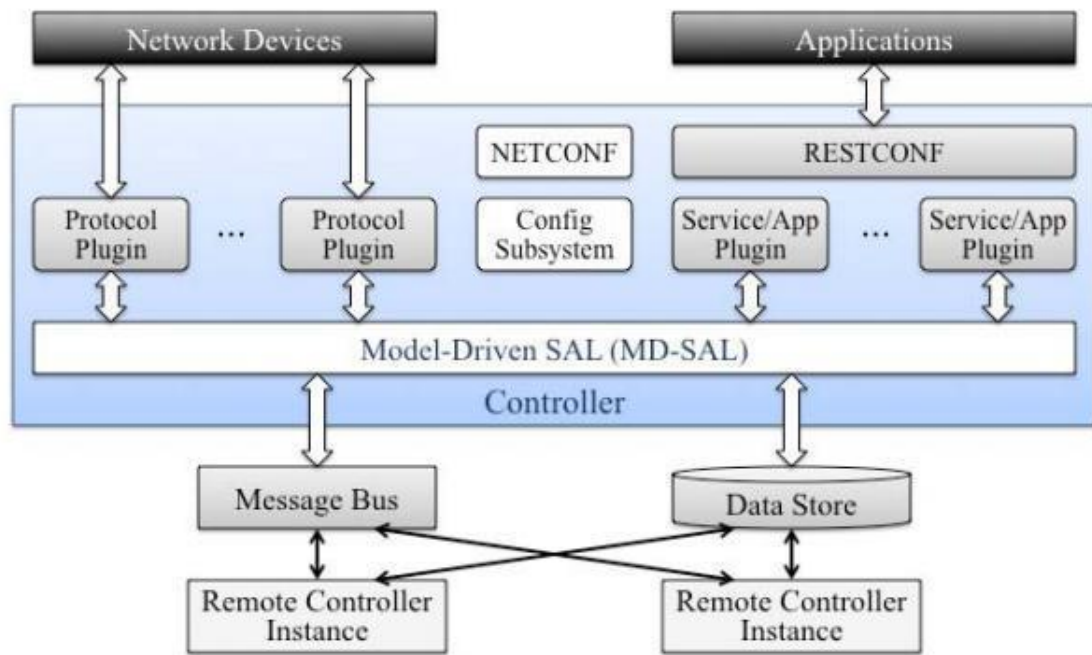 Network Devices
Applications
NETCONF
RESTCONF
Protocol
Plugin
...
Protocol
Plugin
Config
Subsystem
Service/App
Plugin
...
Service/App
Plugin
Model-Driven SAL (MD-SAL)
Controller
Message Bus
Data Store
Remote Controller
Instance
Remote Controller
Instance